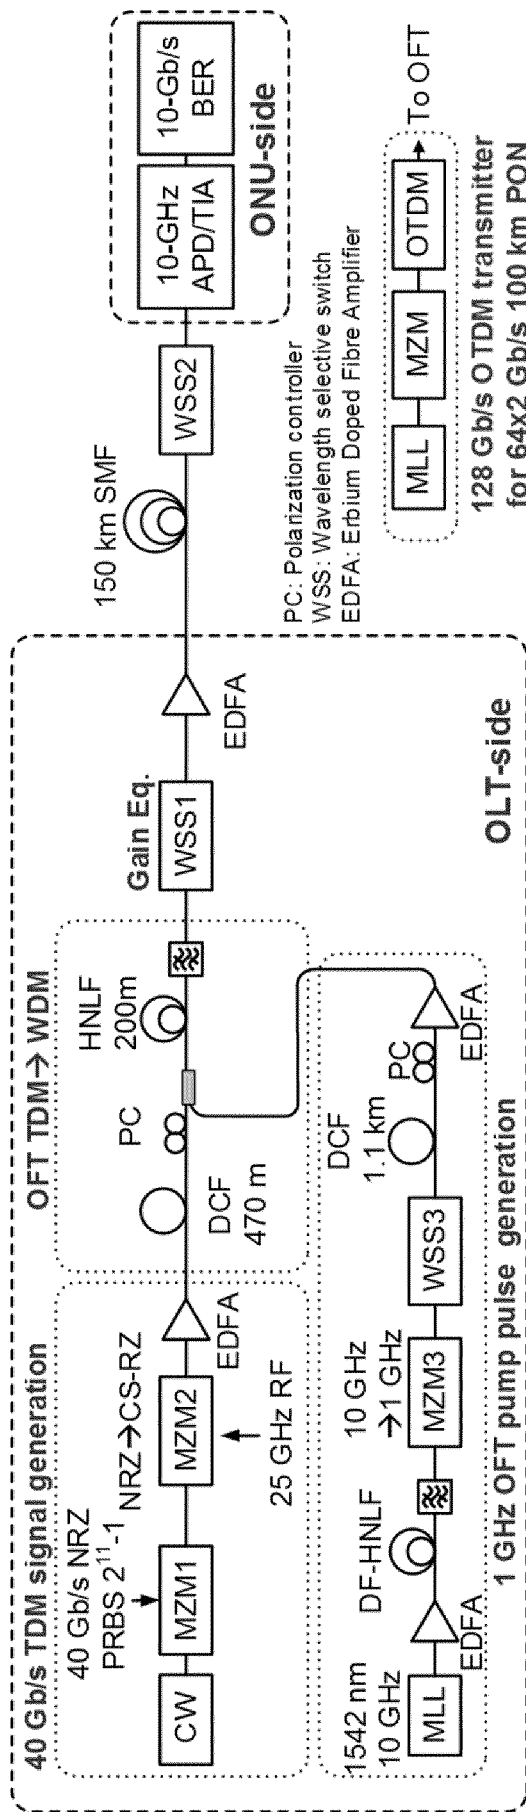 40 Gb/s TDM signal generation
40 Gb/s NRZ
PRBS 2¹¹-1
NRZ→CS-RZ
CW
MZM1
MZM2
EDFA
25 GHz RF
OFT TDM→ WDM
DCF
470 m
PC
HNLF
200m
Gain Eq.
WSS1
EDFA
150 km SMF
WSS2
10-GHz
APD/TIA
10-Gb/s
BER
ONU-side
1542 nm
10 GHz
MLL
EDFA
DF-HNLF
10 GHz
→1 GHz
MZM3
WSS3
DCF
1.1 km
PC
EDFA
1 GHz OFT pump pulse generation
OLT-side
PC: Polarization controller
WSS: Wavelength selective switch
EDFA: Erbium Doped Fibre Amplifier
MLL
MZM
OTDM
To OFT
128 Gb/s OTDM transmitter
for 64x2 Gb/s 100 km PON